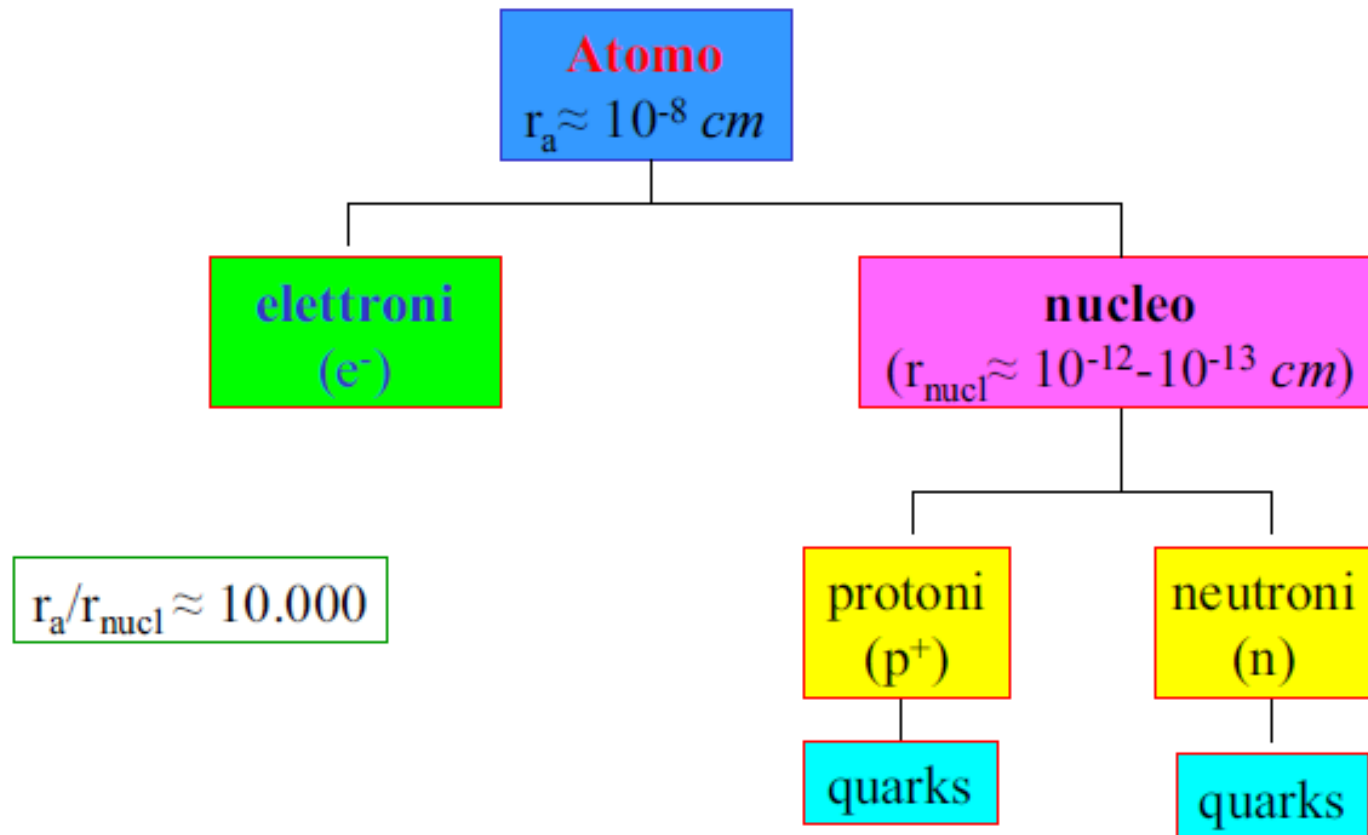 Atomo
rₐ≈ 10⁻⁸ cm
elettroni
(e⁻)
nucleo
(r_nucl≈ 10⁻¹²-10⁻¹³ cm)
rₐ/r_nucl ≈ 10.000
protoni
(p⁺)
neutroni
(n)
quarks
quarks